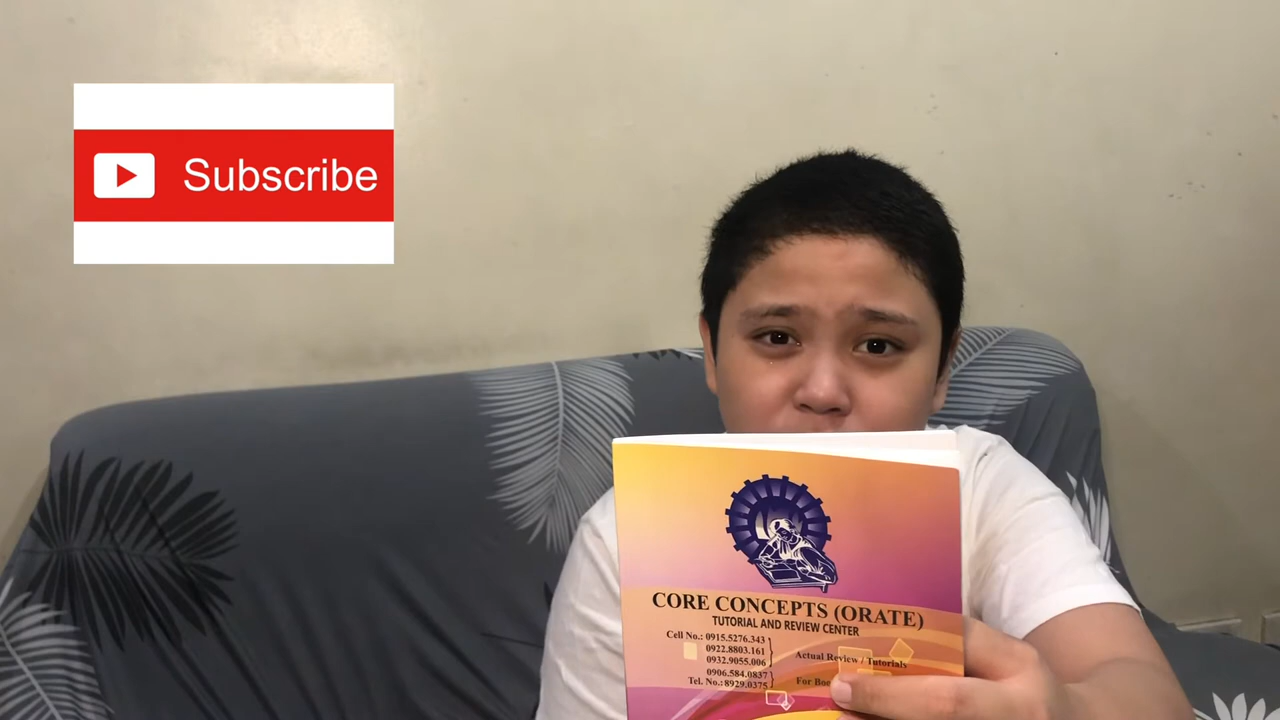 Subscribe
CORE CONCEPTS (ORATE)
TUTORIAL AND REVIEW CENTER
Cell No.: 0915.5276.343
0922.8803.161
0932.9055.006
Actual Review / Tutorials
0906.584.0837
Tel. No.: 8929.0375
For